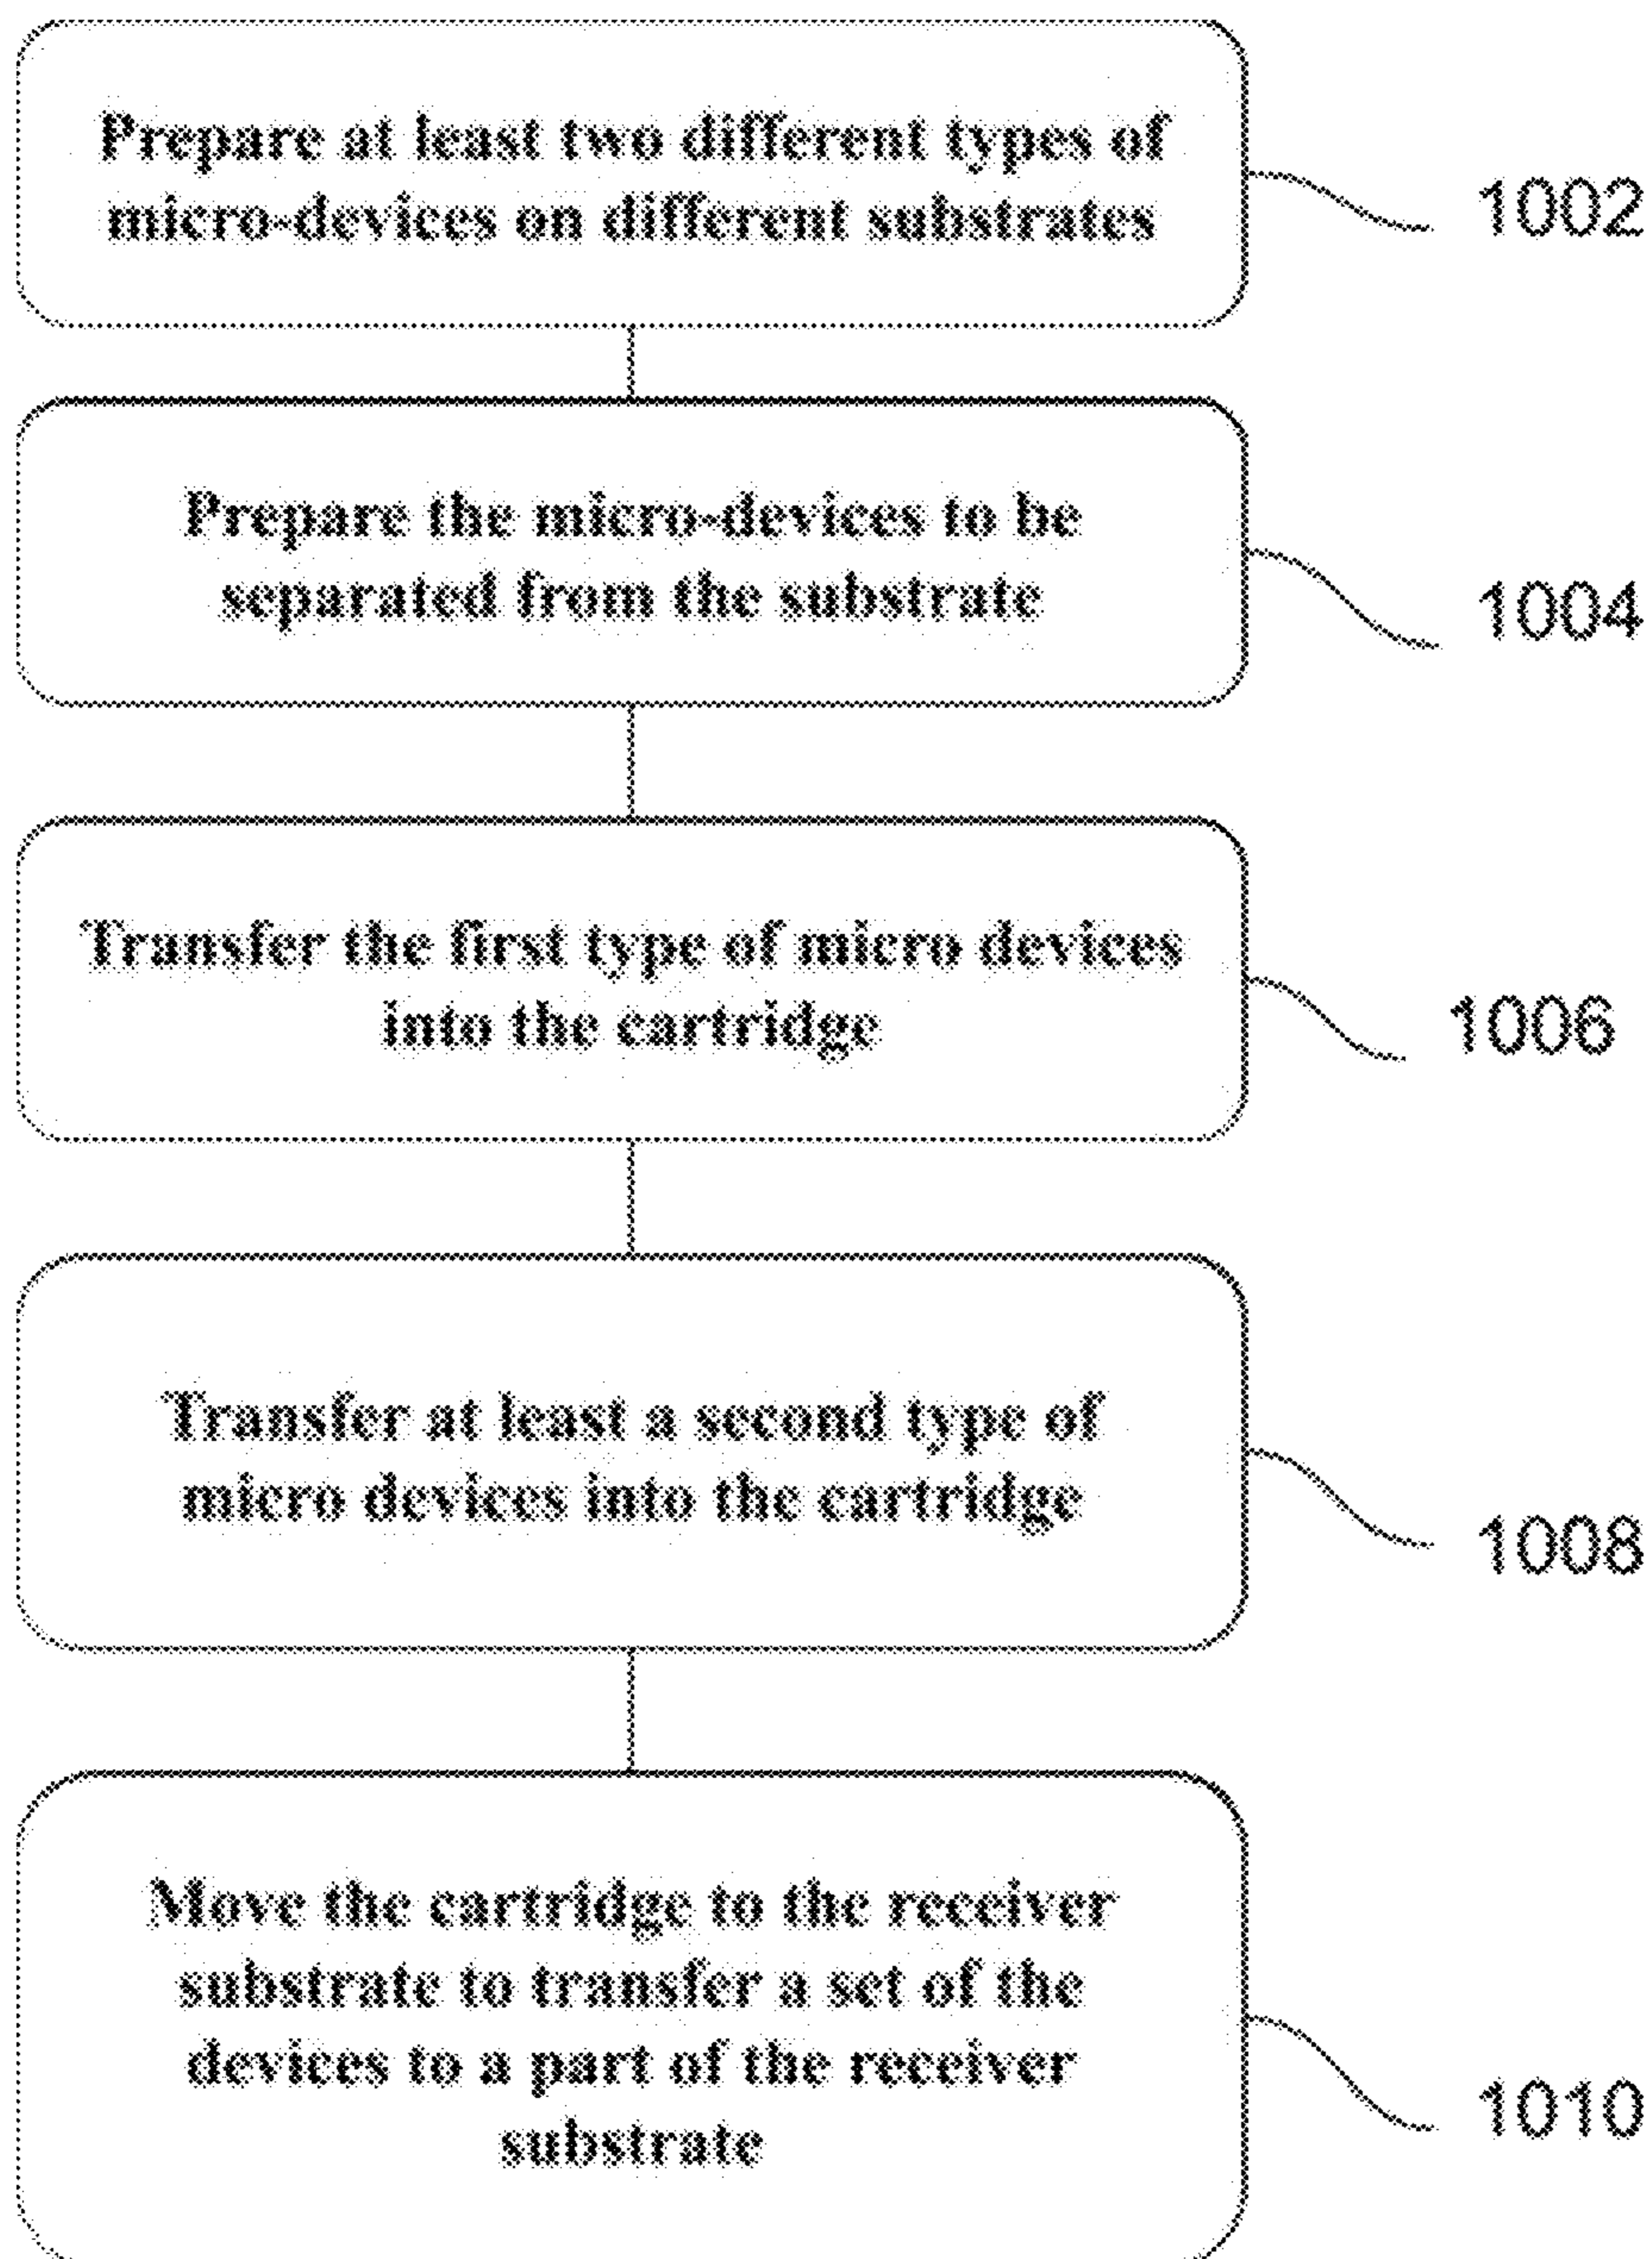 Prepare at least two different types of
micro-devices on different substrates
1002
Prepare the micro-devices to be
separated from the substrate
1004
Transfer the first type of micro devices
into the cartridge
1006
Transfer at least a second type of
micro devices into the cartridge
1008
Move the cartridge to the receiver
substrate to transfer a set of the
devices to a part of the receiver
substrate
1010